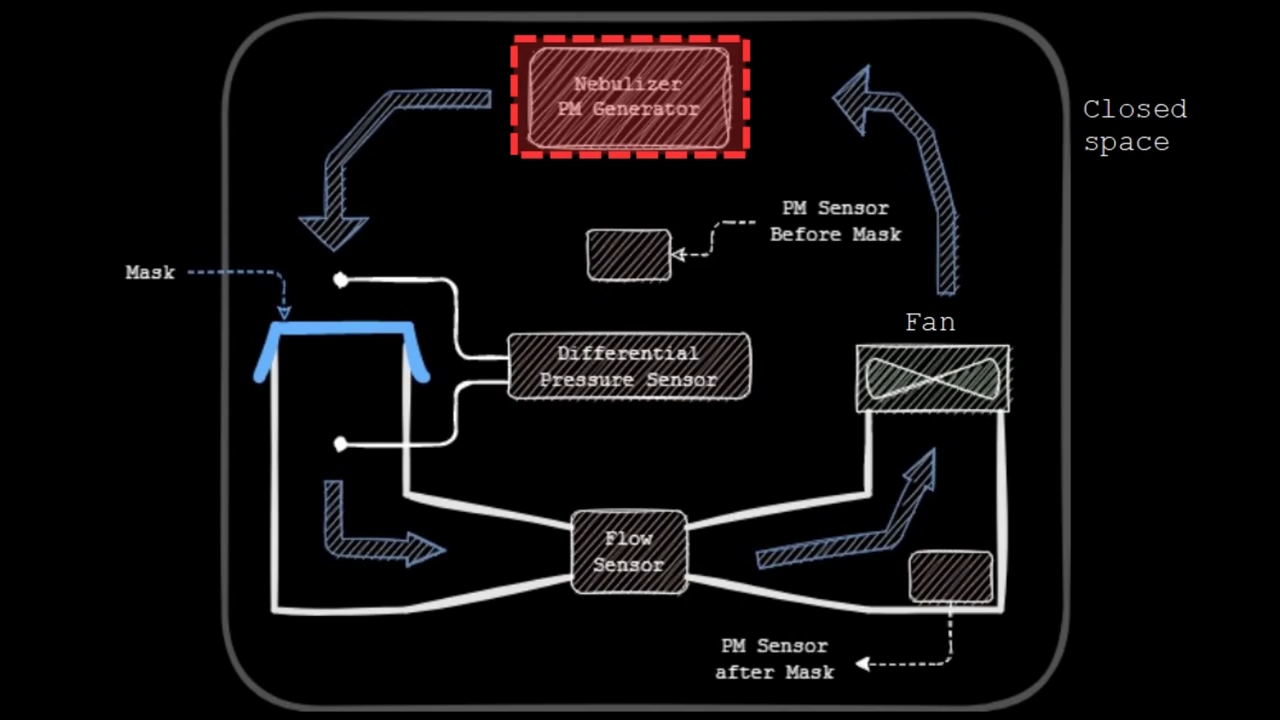 Nebulizer
PM Generator
Closed
space
PM Sensor
Before Mask
Mask
Fan
Differential
Pressure Sensor
Flow
Sensor
PM Sensor
after Mask